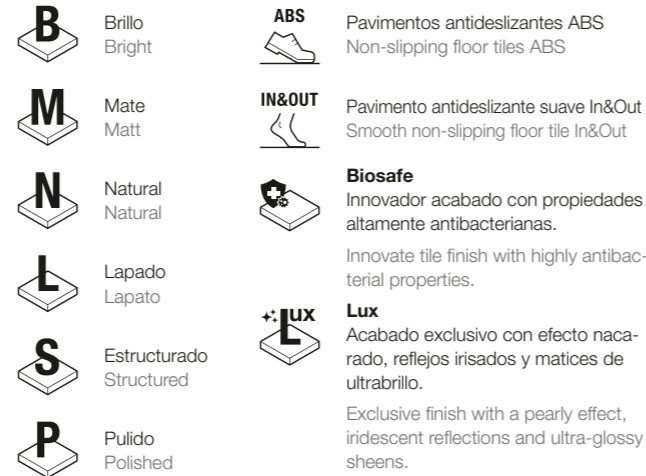 B
Brillo
Bright
M
Mate
Matt
N
Natural
Natural
L
Lapado
Lapato
S
Estructurado
Structured
P
Pulido
Polished
ABS
Pavimentos antideslizantes ABS
Non-slipping floor tiles ABS
IN&OUT
Pavimento antideslizante suave In&Out
Smooth non-slipping floor tile In&Out
Biosafe
Innovador acabado con propiedades
altamente antibacterianas.
Innovate tile finish with highly antibac-
terial properties.
Lux
Lux
Acabado exclusivo con efecto naca-
rado, reflejos irisados y matices de
ultrabrillo.
Exclusive finish with a pearly effect,
iridescent reflections and ultra-glossy
sheens.